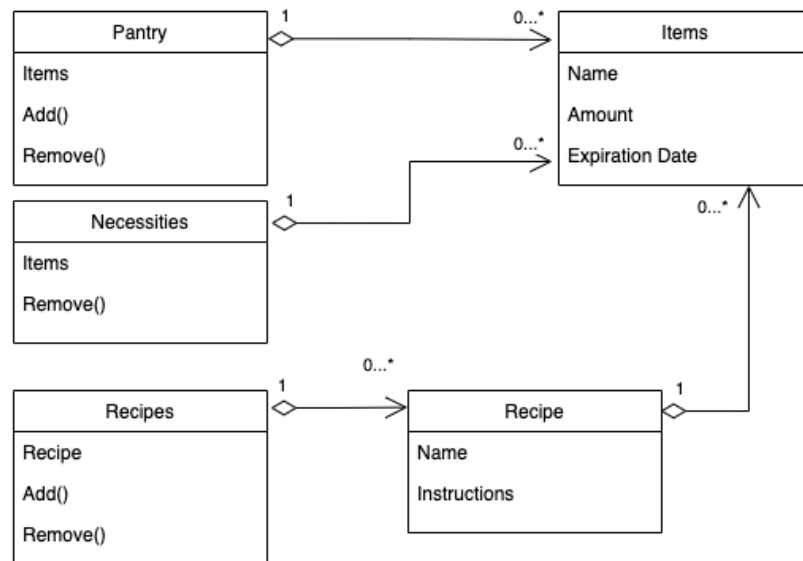 Pantry
Items
Add()
Remove()
1
0...*
Items
Name
Amount
Expiration Date
Necessities
Items
Remove()
1
0...*
Recipes
Recipe
Add()
Remove()
1
0...*
Recipe
Name
Instructions
1
0...*